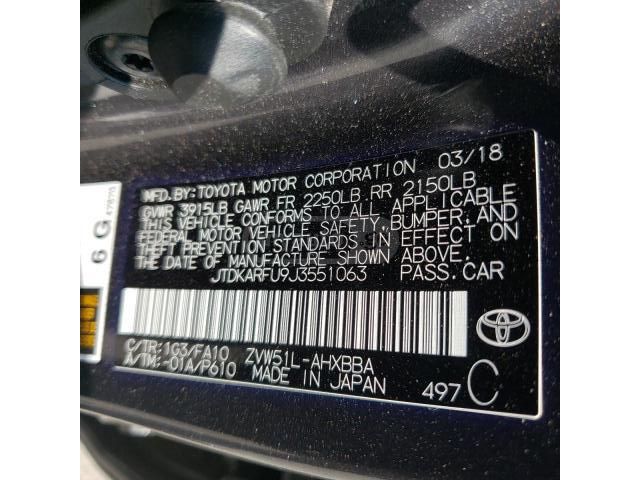 MFD.BY:TOYOTA MOTOR CORPORATION 03/18
GVWR 3915LB GAWR FR 2250LB RR 2150LB
THIS VEHICLE CONFORMS TO ALL APPLICABLE
FEDERAL MOTOR VEHICLE SAFETY,BUMPER,AND
THEFT PREVENTION STANDARDS IN EFFECT ON
THE DATE OF MANUFACTURE SHOWN ABOVE.
JTDKARFU9J3551063 PASS.CAR
C/TR:1G3/FA10 ZVW51L-AHXBBA
A/TM:-01A/P610 MADE IN JAPAN
497 C
6 G